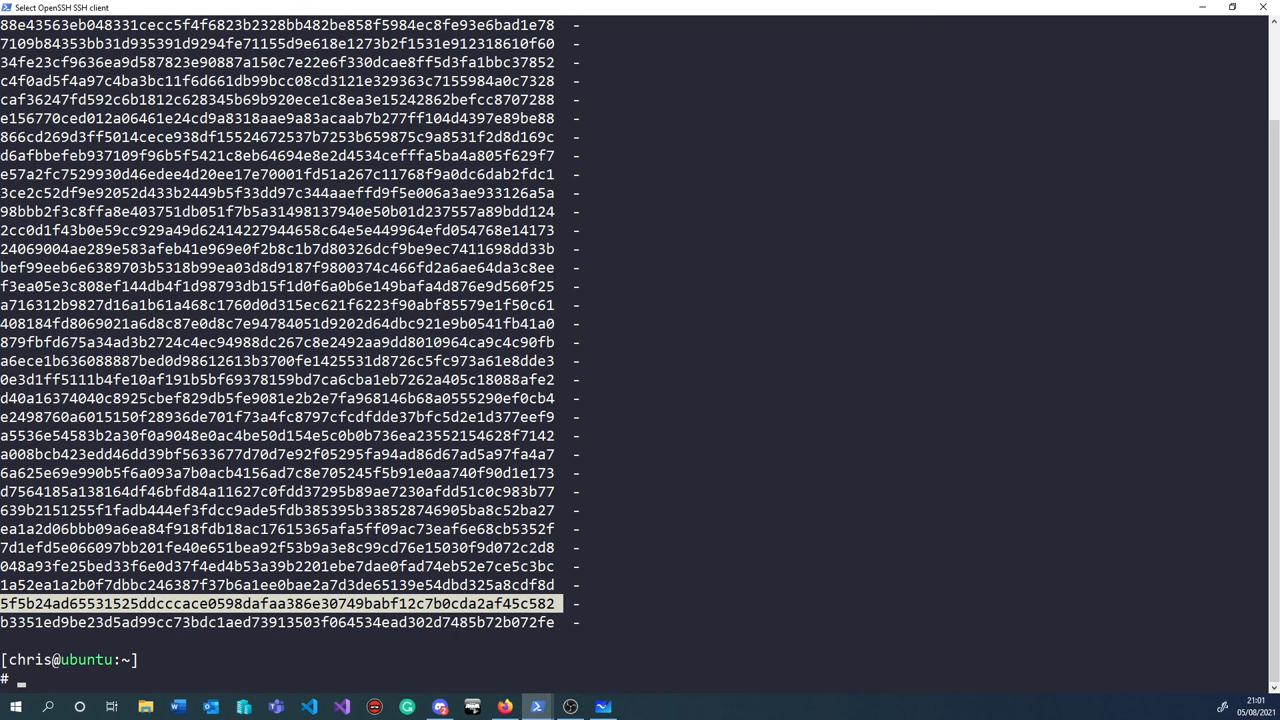 Select OpenSSH SSH client
88e43563eb048331cecc5f4f6823b2328bb482be858f5984ec8fe93e6bad1e78  -
7109b84353bb31d935391d9294fe71155d9e618e1273b2f1531e912318610f60  -
34fe23cf9636ea9d587823e90887a150c7e22e6f330dcae8ff5d3fa1bbc37852  -
c4f0ad5f4a97c4ba3bc11f6d661db99bcc08cd3121e329363c7155984a0c7328  -
caf36247fd592c6b1812c628345b69b920ece1c8ea3e15242862befcc8707288  -
e156770ced012a06461e24cd9a8318aae9a83acaab7b277ff104d4397e89be88  -
866cd269d3ff5014cece938df15524672537b7253b659875c9a8531f2d8d169c  -
d6afbbefeb937109f96b5f5421c8eb64694e8e2d4534cefffa5ba4a805f629f7  -
e57a2fc7529930d46edee4d20ee17e70001fd51a267c11768f9a0dc6dab2fdc1  -
3ce2c52df9e92052d433b2449b5f33dd97c344aaeffd9f5e006a3ae933126a5a  -
98bbb2f3c8ffa8e403751db051f7b5a31498137940e50b01d237557a89bdd124  -
2cc0d1f43b0e59cc929a49d62414227944658c64e5e449964efd054768e14173  -
24069004ae289e583afeb41e969e0f2b8c1b7d80326dcf9be9ec7411698dd33b  -
bef99eeb6e6389703b5318b99ea03d8d9187f9800374c466fd2a6ae64da3c8ee  -
f3ea05e3c808ef144db4f1d98793db15f1d0f6a0b6e149bafa4d876e9d560f25  -
a716312b9827d16a1b61a468c1760d0d315ec621f6223f90abf85579e1f50c61  -
408184fd8069021a6d8c87e0d8c7e94784051d9202d64dbc921e9b0541fb41a0  -
879fbfd675a34ad3b2724c4ec94988dc267c8e2492aa9dd8010964ca9c4c90fb  -
a6ece1b636088887bed0d98612613b3700fe1425531d8726c5fc973a61e8dde3  -
0e3d1ff5111b4fe10af191b5bf69378159bd7ca6cba1eb7262a405c18088afe2  -
d40a16374040c8925cbef829db5fe9081e2b2e7fa968146b68a0555290ef0cb4  -
e2498760a6015150f28936de701f73a4fc8797cfcdfdde37bfc5d2e1d377eef9  -
a5536e54583b2a30f0a9048e0ac4be50d154e5c0b0b736ea23552154628f7142  -
a008bcb423edd46dd39bf5633677d70d7e92f05295fa94ad86d67ad5a97fa4a7  -
6a625e69e990b5f6a093a7b0acb4156ad7c8e705245f5b91e0aa740f90d1e173  -
d7564185a138164df46bfd84a11627c0fdd37295b89ae7230afdd51c0c983b77  -
639b2151255f1fadb444ef3fdcc9ade5fdb385395b338528746905ba8c52ba27  -
ea1a2d06bbb09a6ea84f918fdb18ac17615365afa5ff09ac73eaf6e68cb5352f  -
7d1efd5e066097bb201fe40e651bea92f53b9a3e8c99cd76e15030f9d072c2d8  -
048a93fe25bed33f6e0d37f4ed4b53a39b2201ebe7dae0fad74eb52e7ce5c3bc  -
1a52ea1a2b0f7dbbc246387f37b6a1ee0bae2a7d3de65139e54dbd325a8cdf8d  -
5f5b24ad65531525ddcccace0598dafaa386e30749babf12c7b0cda2af45c582  -
b3351ed9be23d5ad99cc73bdc1aed73913503f064534ead302d7485b72b072fe  -
[chris@ubuntu:~]
#
21:01
05/08/2021